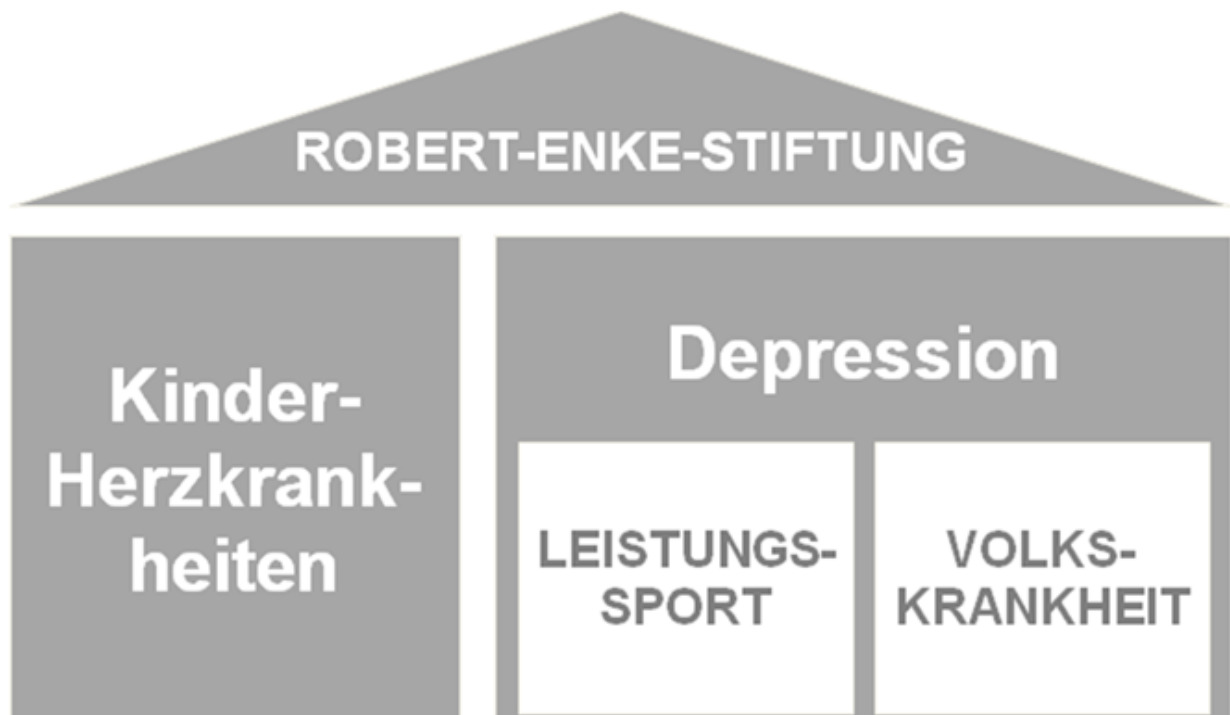 ROBERT-ENKE-STIFTUNG
Kinder-
Herzkrank-
heiten
Depression
LEISTUNGS-
SPORT
VOLKS-
KRANKHEIT